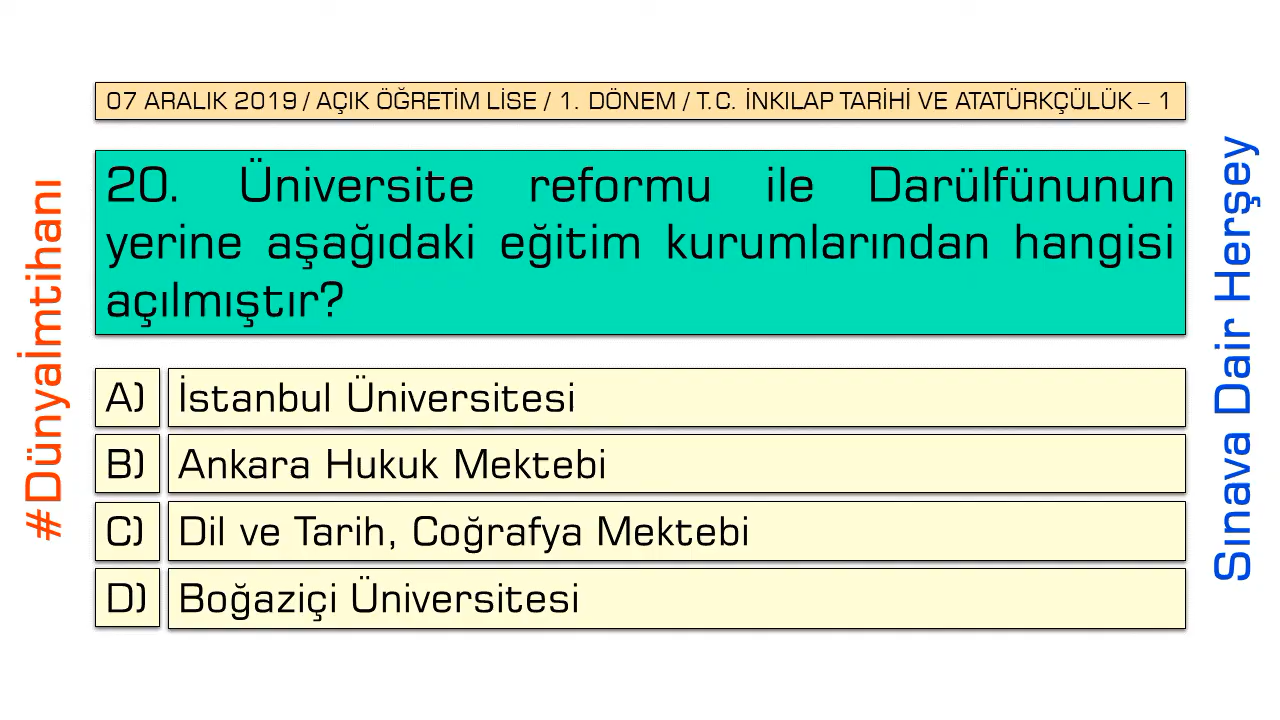 07 ARALIK 2019 / AÇIK ÖĞRETİM LİSE / 1. DÖNEM / T.C. İNKILAP TARİHİ VE ATATÜRKÇÜLÜK – 1
20. Üniversite reformu ile Darülfünunun
yerine aşağıdaki eğitim kurumlarından hangisi
açılmıştır?
A) İstanbul Üniversitesi
B) Ankara Hukuk Mektebi
C) Dil ve Tarih, Coğrafya Mektebi
D) Boğaziçi Üniversitesi
#Dünyaİmtihanı
Sınava Dair Herşey